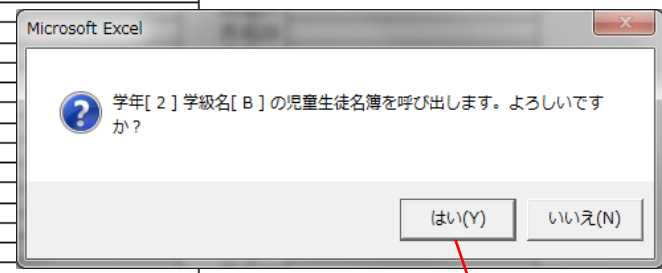 Microsoft Excel
学年[ 2 ] 学級名[ B ] の児童生徒名簿を呼び出します。よろしいです
か？
はい(Y) いいえ(N)